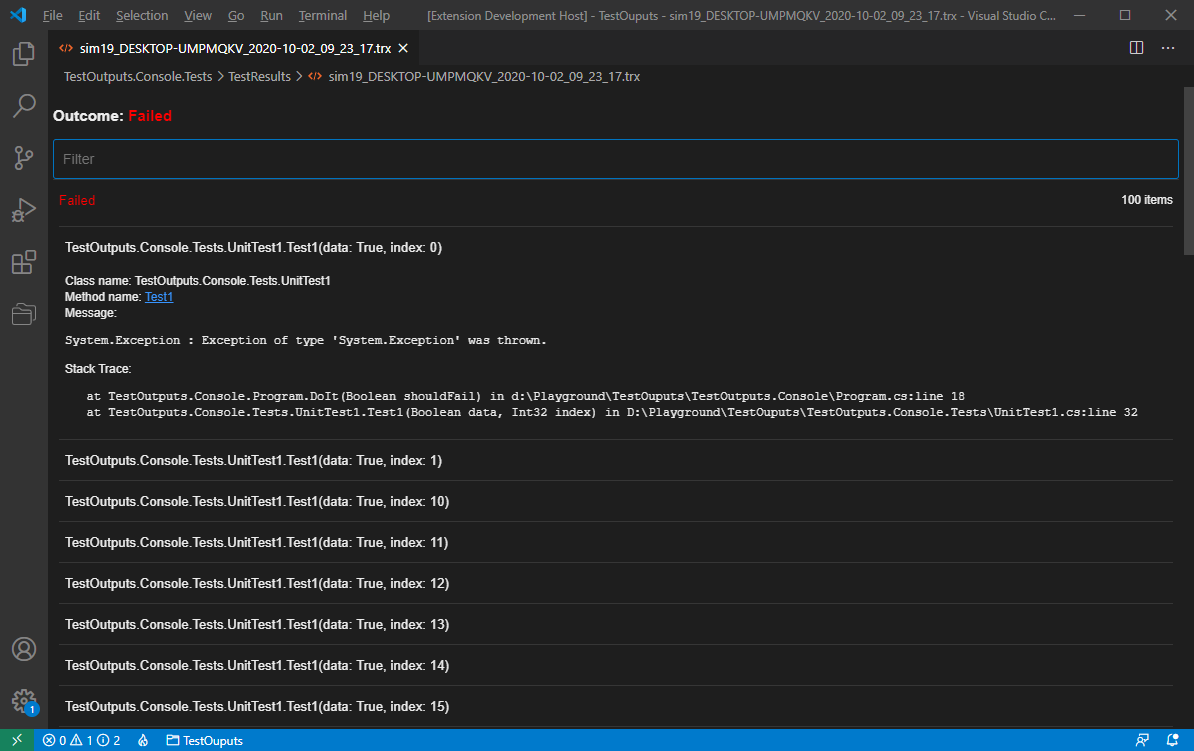 File Edit Selection View Go Run Terminal Help [Extension Development Host] - TestOuputs - sim19_DESKTOP-UMPMQKV_2020-10-02_09_23_17.trx - Visual Studio C...
sim19_DESKTOP-UMPMQKV_2020-10-02_09_23_17.trx
TestOutputs.Console.Tests > TestResults > sim19_DESKTOP-UMPMQKV_2020-10-02_09_23_17.trx
Outcome: Failed
Filter
Failed 100 items
TestOutputs.Console.Tests.UnitTest1.Test1(data: True, index: 0)
Class name: TestOutputs.Console.Tests.UnitTest1
Method name: Test1
Message:
System.Exception : Exception of type 'System.Exception' was thrown.
Stack Trace:
at TestOutputs.Console.Program.DoIt(Boolean shouldFail) in d:\Playground\TestOuputs\TestOutputs.Console\Program.cs:line 18
at TestOutputs.Console.Tests.UnitTest1.Test1(Boolean data, Int32 index) in D:\Playground\TestOuputs\TestOutputs.Console.Tests\UnitTest1.cs:line 32
TestOutputs.Console.Tests.UnitTest1.Test1(data: True, index: 1)
TestOutputs.Console.Tests.UnitTest1.Test1(data: True, index: 10)
TestOutputs.Console.Tests.UnitTest1.Test1(data: True, index: 11)
TestOutputs.Console.Tests.UnitTest1.Test1(data: True, index: 12)
TestOutputs.Console.Tests.UnitTest1.Test1(data: True, index: 13)
TestOutputs.Console.Tests.UnitTest1.Test1(data: True, index: 14)
TestOutputs.Console.Tests.UnitTest1.Test1(data: True, index: 15)
1
0 1 2 TestOuputs